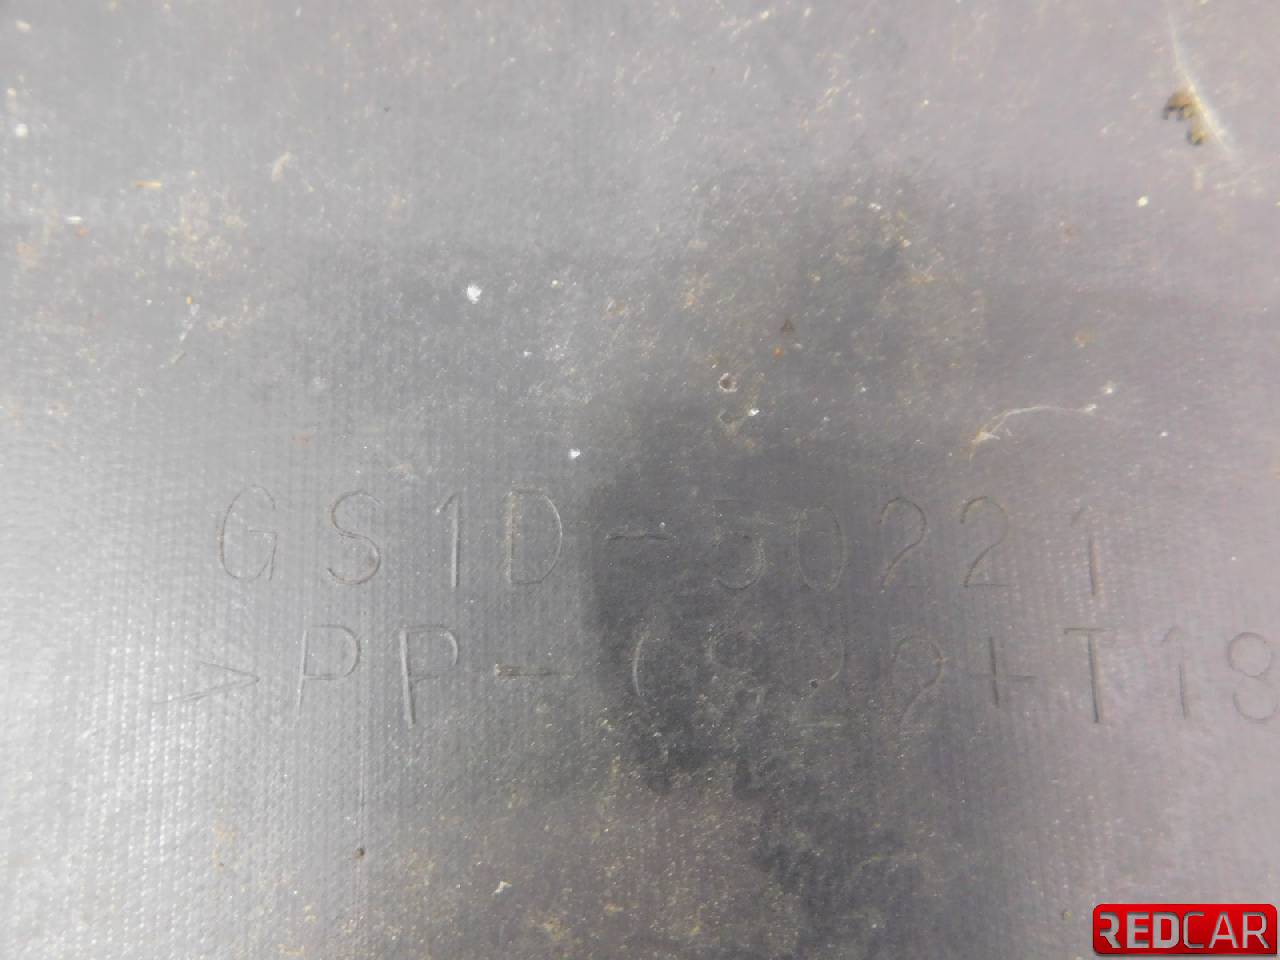 GS1D-50221
>PP-(922+T18
REDCAR